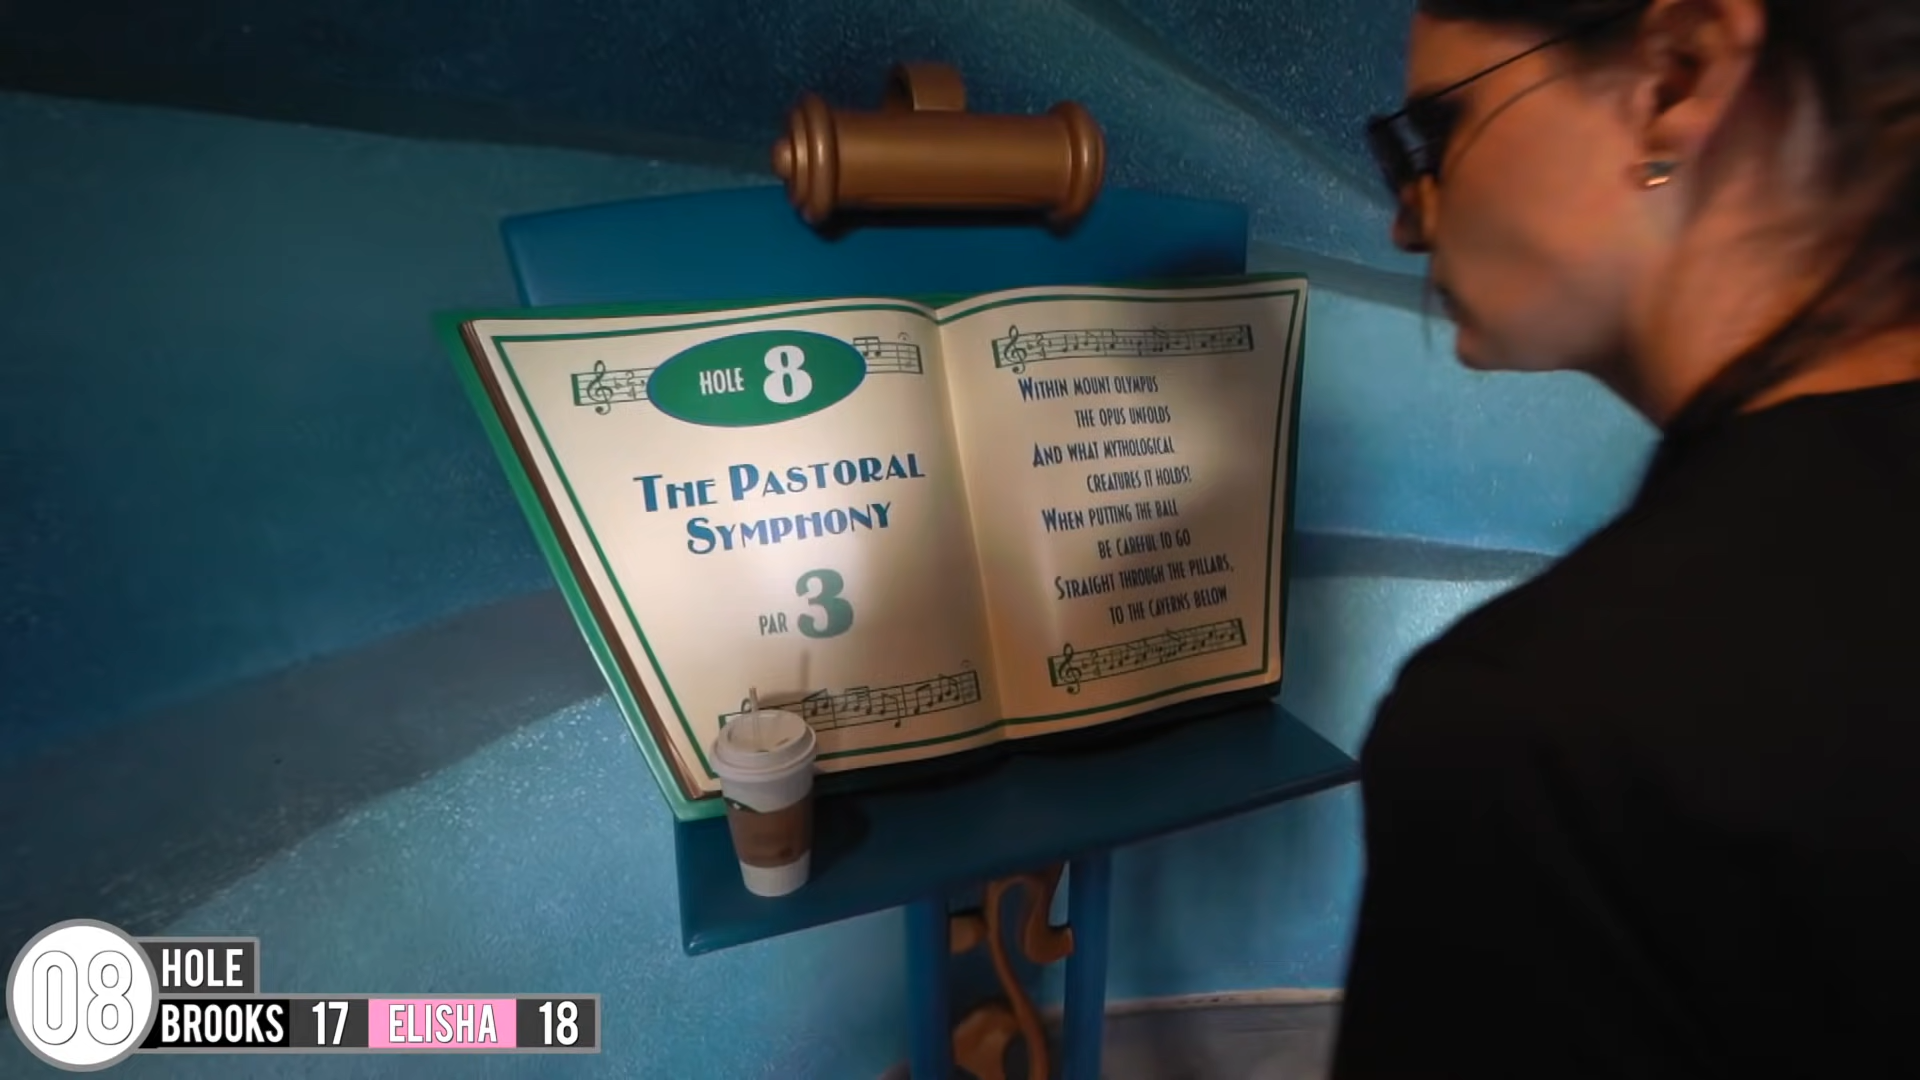 HOLE 8
THE PASTORAL
SYMPHONY
PAR 3
WITHIN MOUNT OLYMPUS
THE OPUS UNFOLDS
AND WHAT MYTHOLOGICAL
CREATURES IT HOLDS!
WHEN PUTTING THE BALL
BE CAREFUL TO GO
STRAIGHT THROUGH THE PILLARS,
TO THE CAVERNS BELOW
08 HOLE
BROOKS 17 ELISHA 18